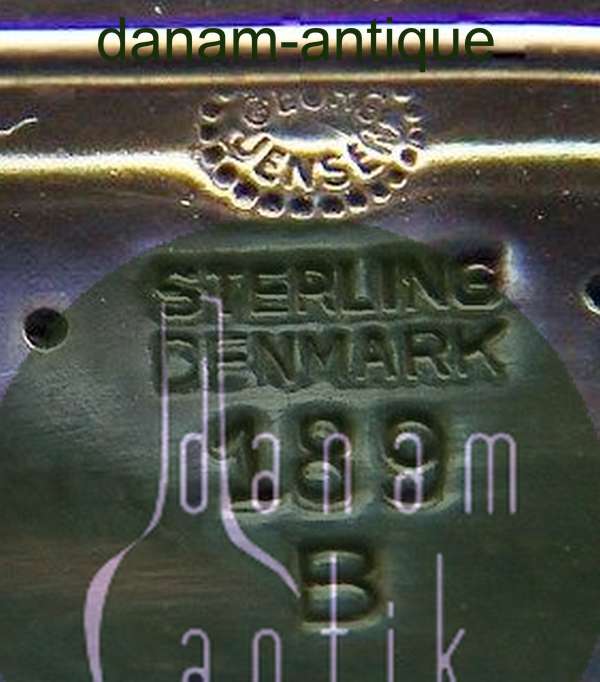 danam-antique
GEORG
JENSEN
STERLING
DENMARK
189
danam
B
antik